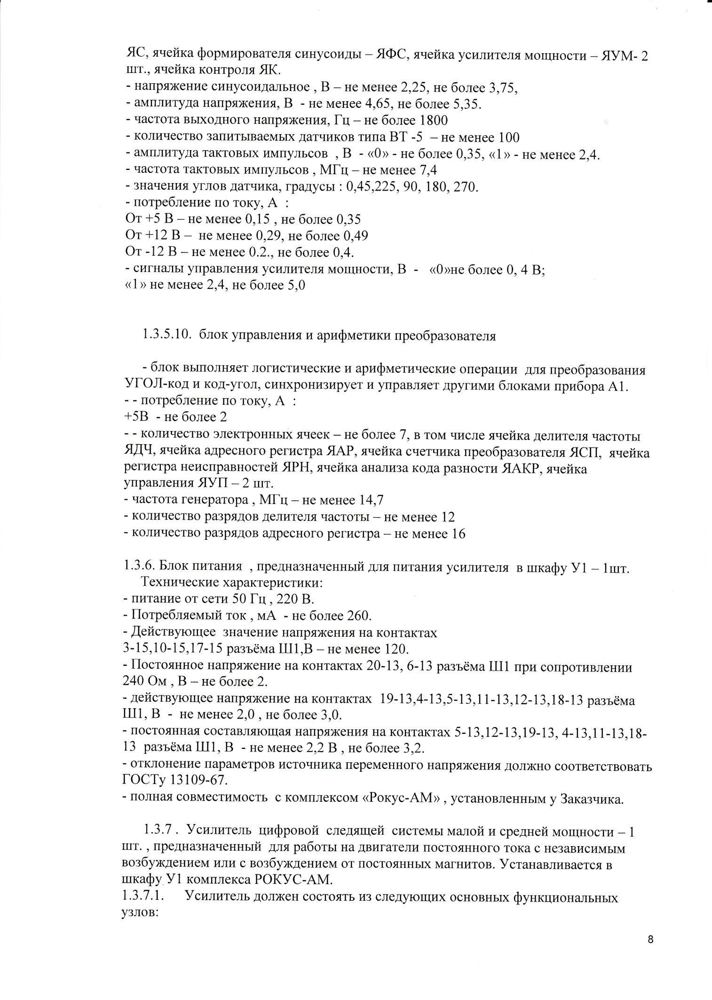 ЯС, ячейка формирователя синусоиды – ЯФС, ячейка усилителя мощности – ЯУМ- 2
шт., ячейка контроля ЯК.
- напряжение синусоидальное , В – не менее 2,25, не более 3,75,
- амплитуда напряжения, В  - не менее 4,65, не более 5,35.
- частота выходного напряжения, Гц – не более 1800
- количество запитываемых датчиков типа ВТ -5  – не менее 100
- амплитуда тактовых импульсов  , В  - «0» - не более 0,35, «1» - не менее 2,4.
- частота тактовых импульсов , МГц – не менее 7,4
- значения углов датчика, градусы : 0,45,225, 90, 180, 270.
- потребление по току, А  :
От +5 В – не менее 0,15 , не более 0,35
От +12 В –  не менее 0,29, не более 0,49
От -12 В – не менее 0.2., не более 0,4.
- сигналы управления усилителя мощности, В  -   «0»не более 0, 4 В;
«1» не менее 2,4, не более 5,0
1.3.5.10.  блок управления и арифметики преобразователя
- блок выполняет логистические и арифметические операции  для преобразования
УГОЛ-код и код-угол, синхронизирует и управляет другими блоками прибора А1.
- - потребление по току, А  :
+5В  - не более 2
- - количество электронных ячеек – не более 7, в том числе ячейка делителя частоты
ЯДЧ, ячейка адресного регистра ЯАР, ячейка счетчика преобразователя ЯСП,  ячейка
регистра неисправностей ЯРН, ячейка анализа кода разности ЯАКР, ячейка
управления ЯУП – 2 шт.
- частота генератора , МГц – не менее 14,7
- количество разрядов делителя частоты – не менее 12
- количество разрядов адресного регистра – не менее 16
1.3.6. Блок питания  , предназначенный для питания усилителя  в шкафу У1 – 1шт.
Технические характеристики:
- питание от сети 50 Гц , 220 В.
- Потребляемый ток , мА  - не более 260.
- Действующее  значение напряжения на контактах
3-15,10-15,17-15 разъёма Ш1,В – не менее 120.
- Постоянное напряжение на контактах 20-13, 6-13 разъёма Ш1 при сопротивлении
240 Ом , В – не более 2.
- действующее напряжение на контактах  19-13,4-13,5-13,11-13,12-13,18-13 разъёма
Ш1, В  -  не менее 2,0 , не более 3,0.
- постоянная составляющая напряжения на контактах 5-13,12-13,19-13, 4-13,11-13,18-
13  разъёма Ш1, В  - не менее 2,2 В , не более 3,2.
- отклонение параметров источника переменного напряжения должно соответствовать
ГОСТу 13109-67.
- полная совместимость  с комплексом «Рокус-АМ» , установленным у Заказчика.
1.3.7 .  Усилитель  цифровой  следящей  системы малой и средней мощности – 1
шт. , предназначенный  для работы на двигатели постоянного тока с независимым
возбуждением или с возбуждением от постоянных магнитов. Устанавливается в
шкафу У1 комплекса РОКУС-АМ.
1.3.7.1.     Усилитель должен состоять из следующих основных функциональных
узлов:
8